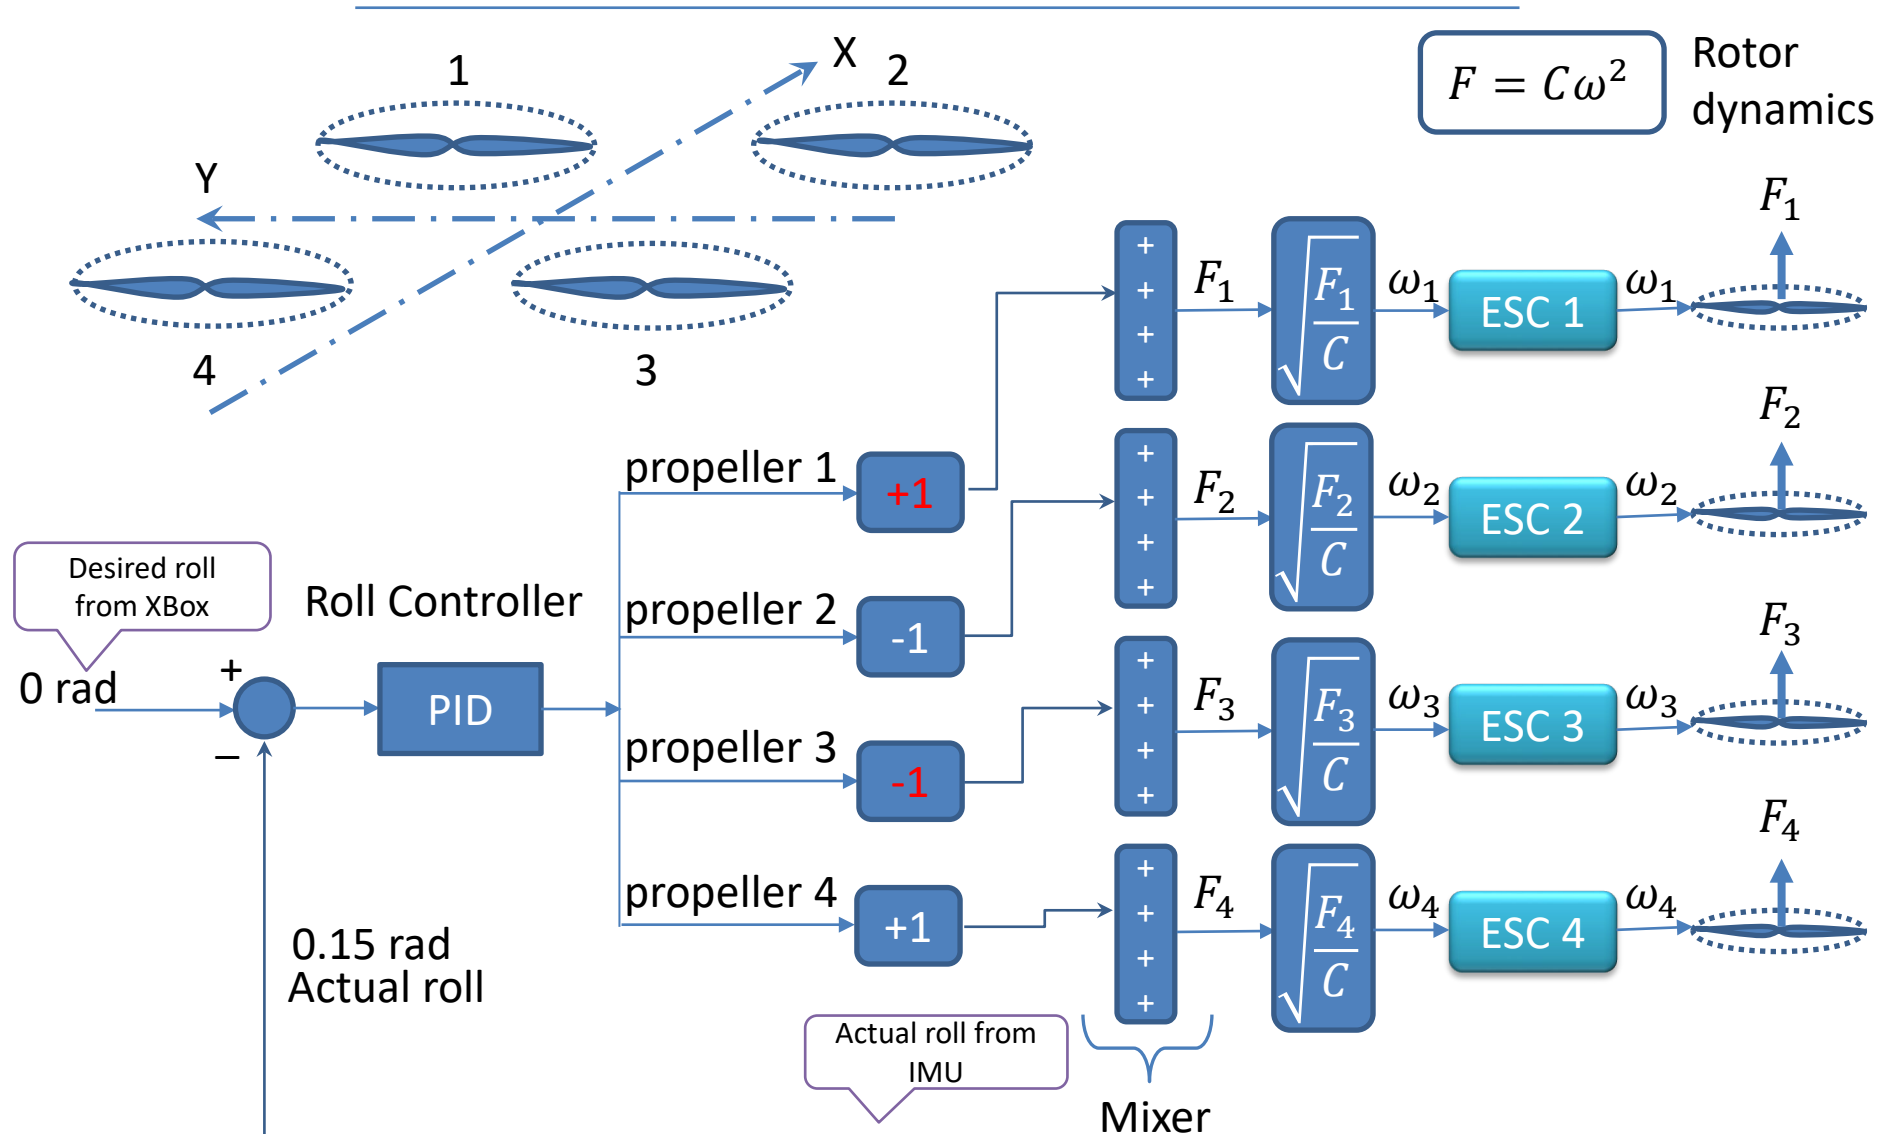 1
X
2
F = Cω²
Rotor
dynamics
Y
4
3
F₁
+
+
+
+
F₁
√F₁/C
ω₁
ESC 1
ω₁
F₂
propeller 1
+1
+
+
+
+
F₂
√F₂/C
ω₂
ESC 2
ω₂
Desired roll
from XBox
Roll Controller
propeller 2
-1
F₃
0 rad
+
−
PID
propeller 3
-1
+
+
+
+
F₃
√F₃/C
ω₃
ESC 3
ω₃
F₄
propeller 4
+1
+
+
+
+
F₄
√F₄/C
ω₄
ESC 4
ω₄
0.15 rad
Actual roll
Actual roll from
IMU
Mixer